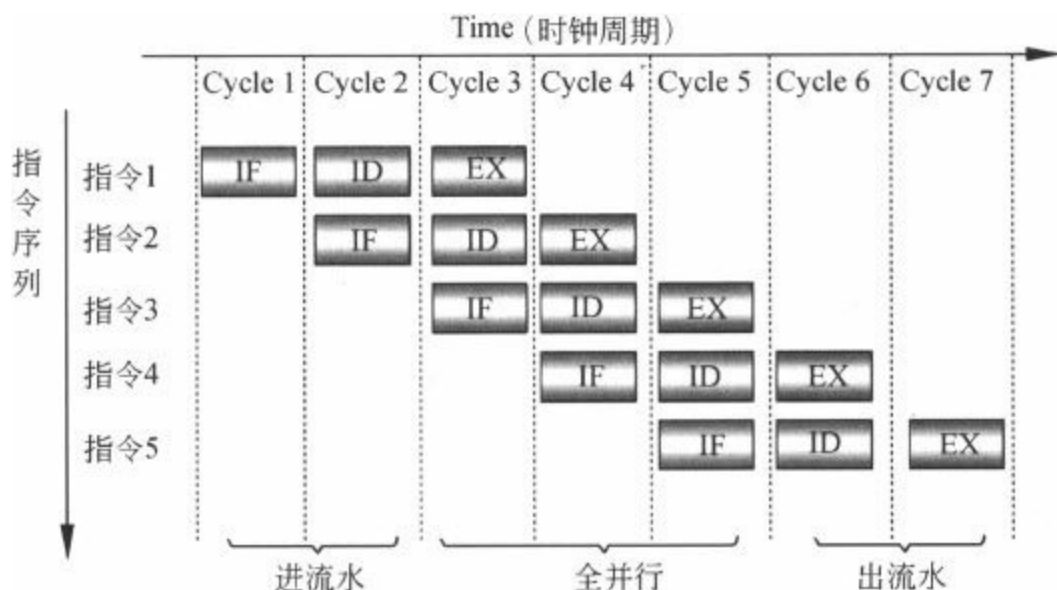 Time (时钟周期)
Cycle 1 Cycle 2 Cycle 3 Cycle 4 Cycle 5 Cycle 6 Cycle 7
指令序列
指令1 IF ID EX
指令2 IF ID EX
指令3 IF ID EX
指令4 IF ID EX
指令5 IF ID EX
进流水 全并行 出流水